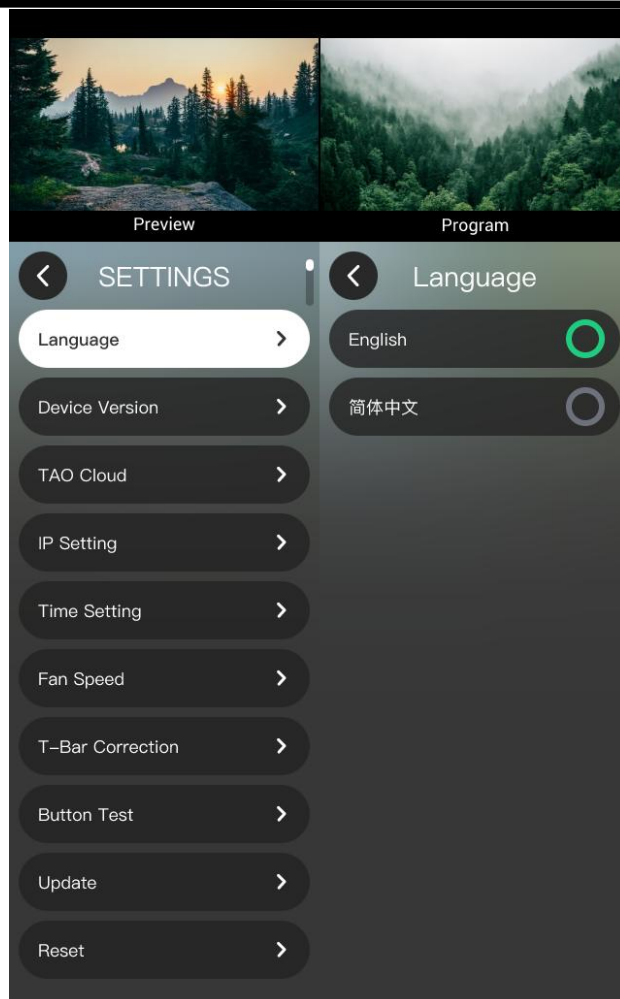 Preview
Program
SETTINGS
Language
Device Version
TAO Cloud
IP Setting
Time Setting
Fan Speed
T-Bar Correction
Button Test
Update
Reset
Language
English
简体中文